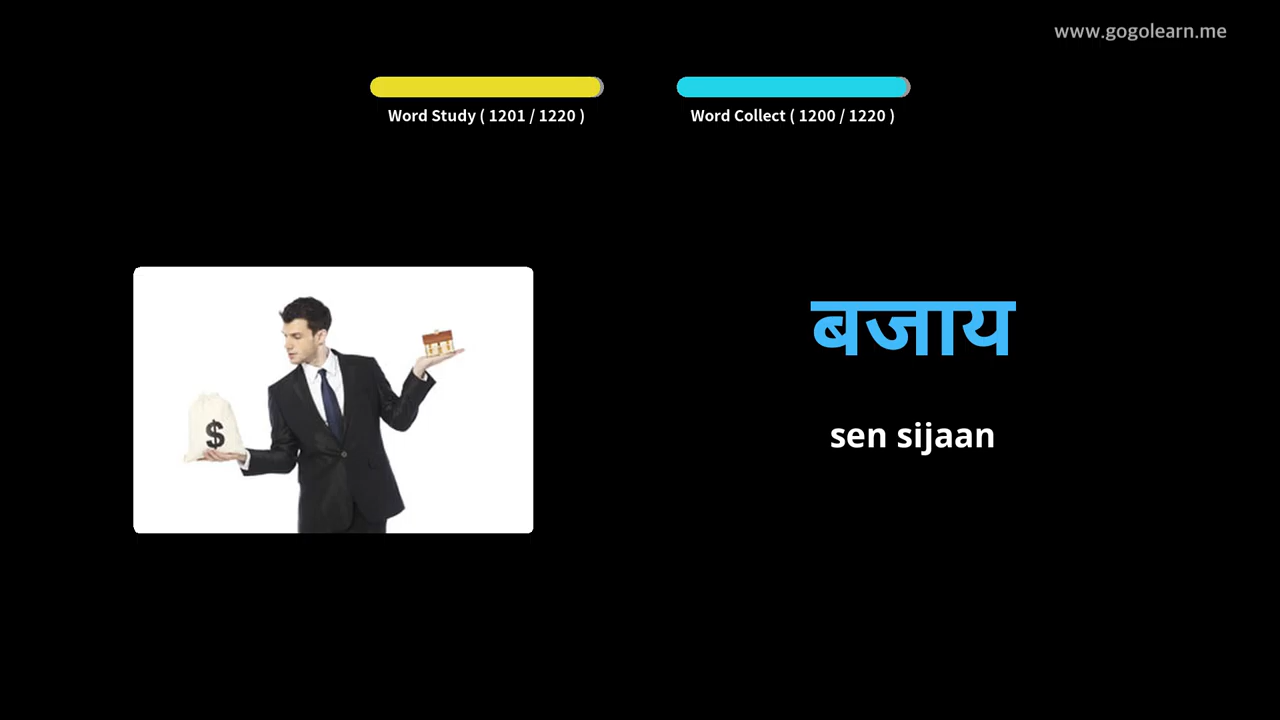 www.gogolearn.me
Word Study ( 1201 / 1220 )
Word Collect ( 1200 / 1220 )
बजाय
sen sijaan
$